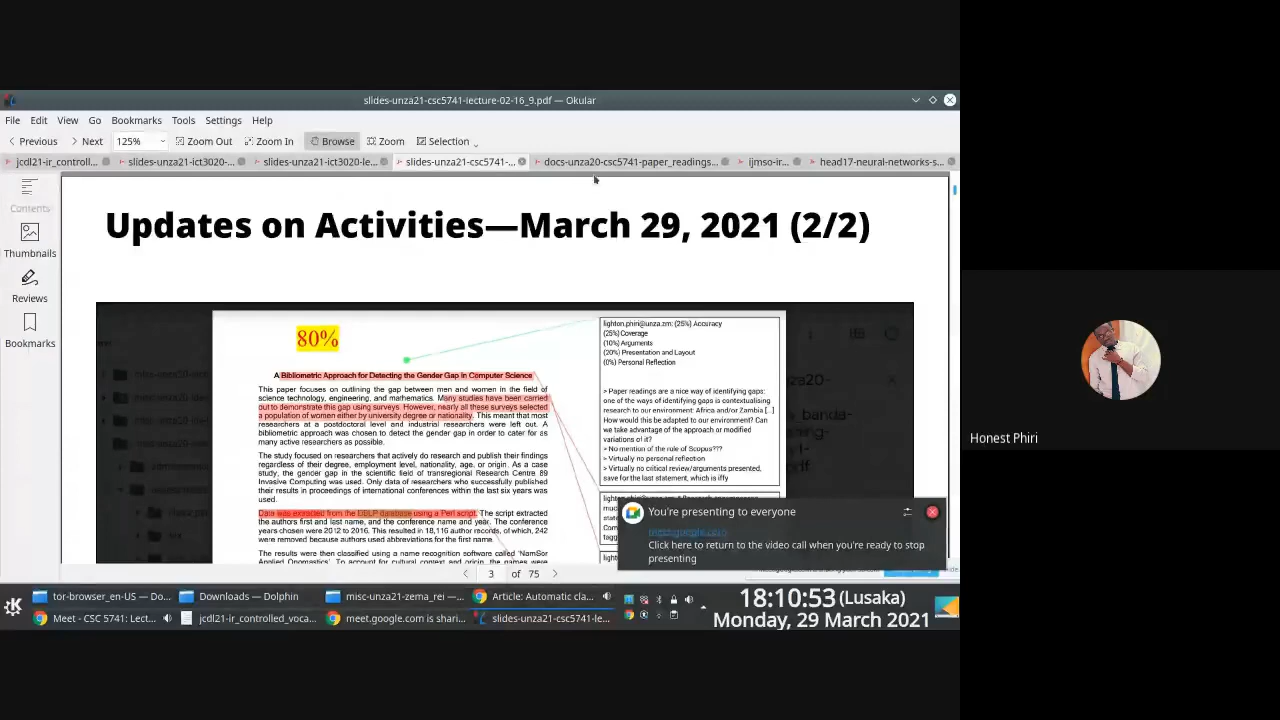 slides-unza21-csc5741-lecture-02-16_9.pdf — Okular
File Edit View Go Bookmarks Tools Settings Help
Previous Next 125% Zoom Out Zoom In Browse Zoom Selection
jcdl21-ir_controll... slides-unza21-ict3020-... slides-unza21-ict3020-le... slides-unza21-csc5741-... docs-unza20-csc5741-paper_readings... ijmso-ir... head17-neural-networks-s...
Contents
Thumbnails
Reviews
Bookmarks
Updates on Activities—March 29, 2021 (2/2)
80%
A Bibliometric Approach for Detecting the Gender Gap in Computer Science
This paper focuses on outlining the gap between men and women in the field of
science technology, engineering, and mathematics. Many studies have been carried
out to demonstrate this gap using surveys. However, nearly all these surveys selected
a population of women either by university degree or nationality. This meant that most
researchers at a postdoctoral level and industrial researchers were left out. A
bibliometric approach was chosen to detect the gender gap in order to cater for as
many active researchers as possible.
The study focused on researchers that actively do research and publish their findings
regardless of their degree, employment level, nationality, age, or origin. As a case
study, the gender gap in the scientific field of transregional Research Centre 89
Invasive Computing was used. Only data of researchers who successfully published
their results in proceedings of international conferences within the last six years was
used.
Data was extracted from the DBLP database using a Perl script. The script extracted
the authors first and last name, and the conference name and year. The conference
years chosen were 2012 to 2016. This resulted in 18,116 author records, of which, 242
were removed because authors used abbreviations for the first name.
The results were then classified using a name recognition software called 'NamSor
Applied Onomastics'. To account for cultural context and origin, the names were
lighton.phiri@unza.zm: (25%) Accuracy
(25%) Coverage
(10%) Arguments
(20%) Presentation and Layout
(0%) Personal Reflection
> Paper readings are a nice way of identifying gaps:
one of the ways of identifying gaps is contextualising
research to our environment: Africa and/or Zambia [..]
How would this be adapted to our environment? Can
we take advantage of the approach or modified
variations of it?
> No mention of the rule of Scopus???
> Virtually no personal reflection
> Virtually no critical review/arguments presented,
save for the last statement, which is iffy
You're presenting to everyone
Click here to return to the video call when you're ready to stop
presenting
3 of 75
tor-browser_en-US — Do... Downloads — Dolphin misc-unza21-zema_rei —... Article: Automatic cla...
Meet - CSC 5741: Lect... jcdl21-ir_controlled_voca... meet.google.com is shari... slides-unza21-csc5741-le...
18:10:53 (Lusaka)
Monday, 29 March 2021
Honest Phiri